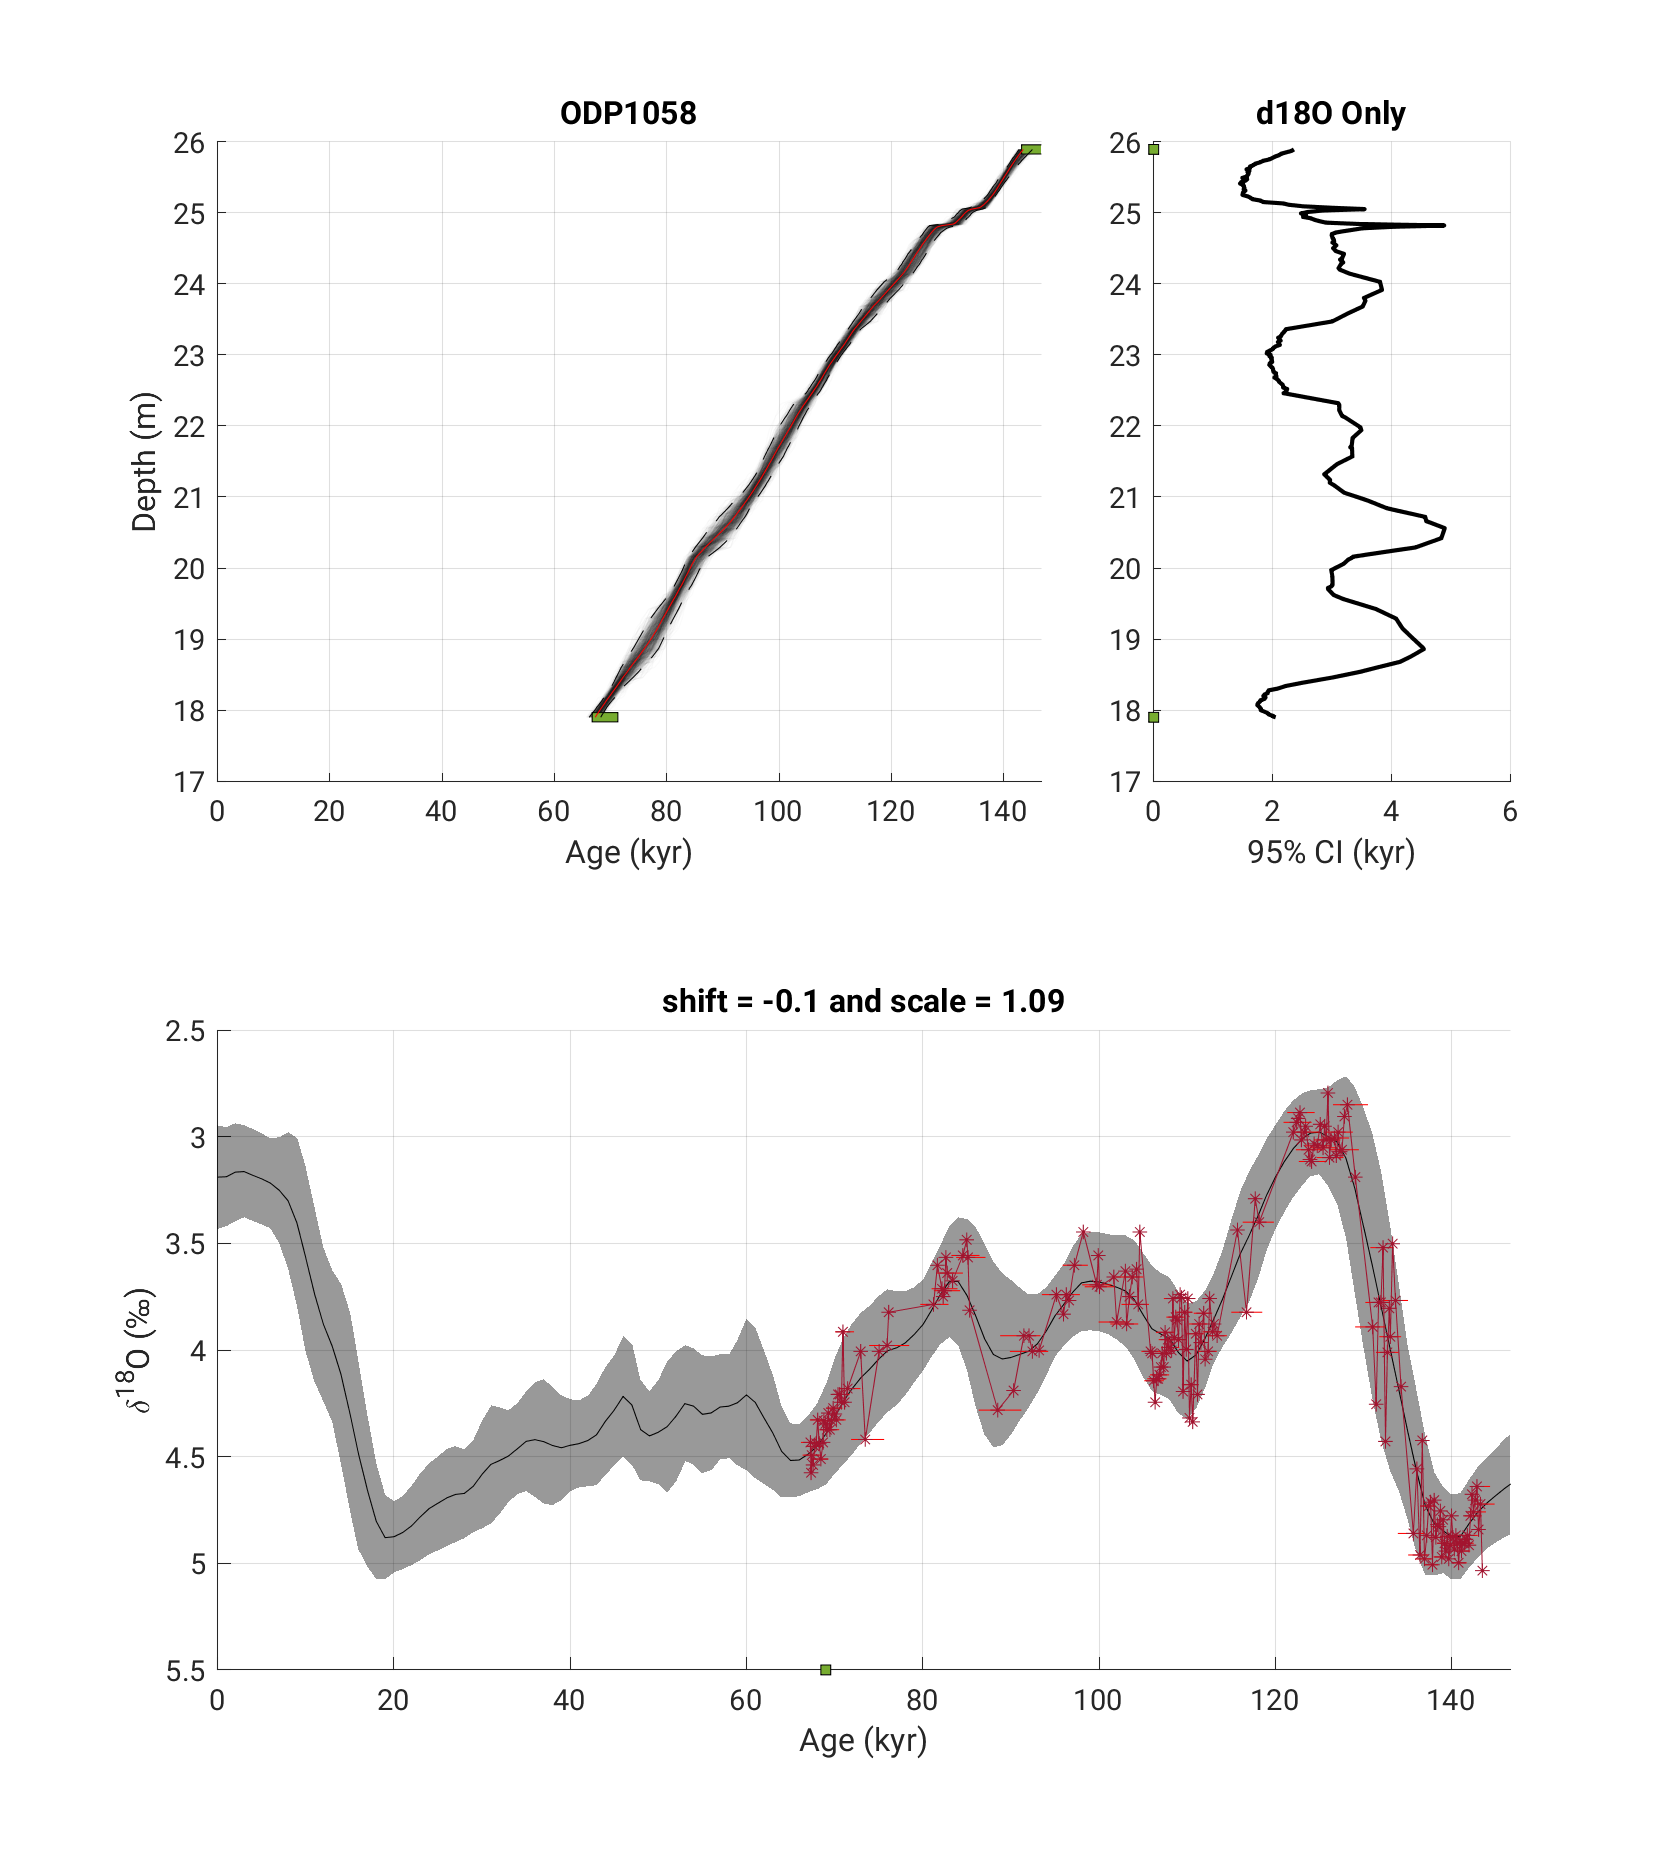 ODP1058
26
25
24
23
22
21
20
19
18
17
Depth (m)
0 20 40 60 80 100 120 140
Age (kyr)
d18O Only
26
25
24
23
22
21
20
19
18
17
0 2 4 6
95% CI (kyr)
shift = -0.1 and scale = 1.09
2.5
3
3.5
4
4.5
5
5.5
δ18O (‰)
0 20 40 60 80 100 120 140
Age (kyr)